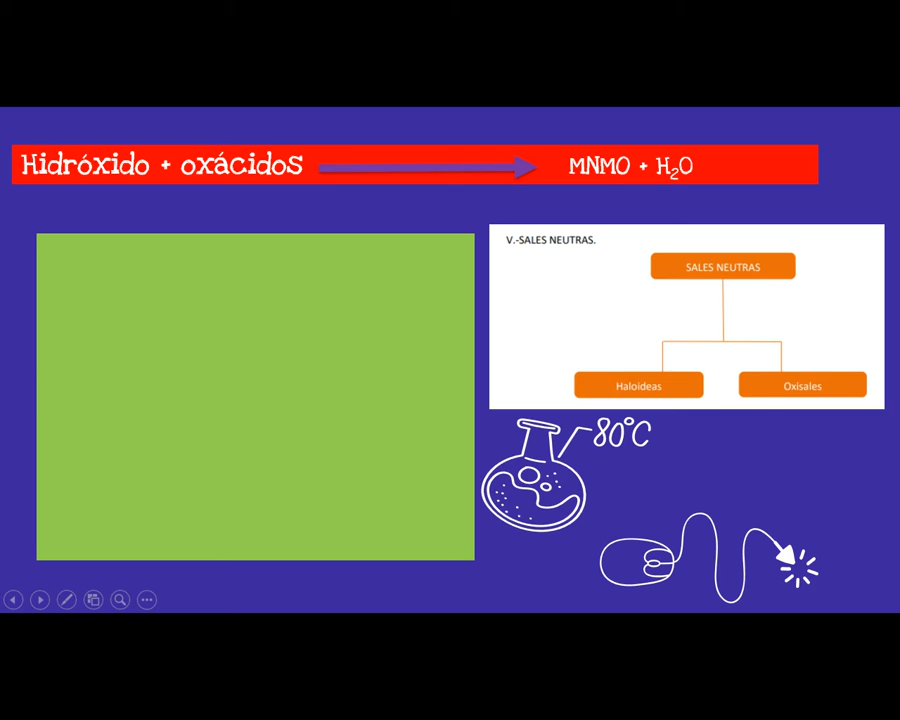 Hidróxido + oxácidos MNMO + H₂O
V.-SALES NEUTRAS.
SALES NEUTRAS
Haloideas Oxisales
80°C